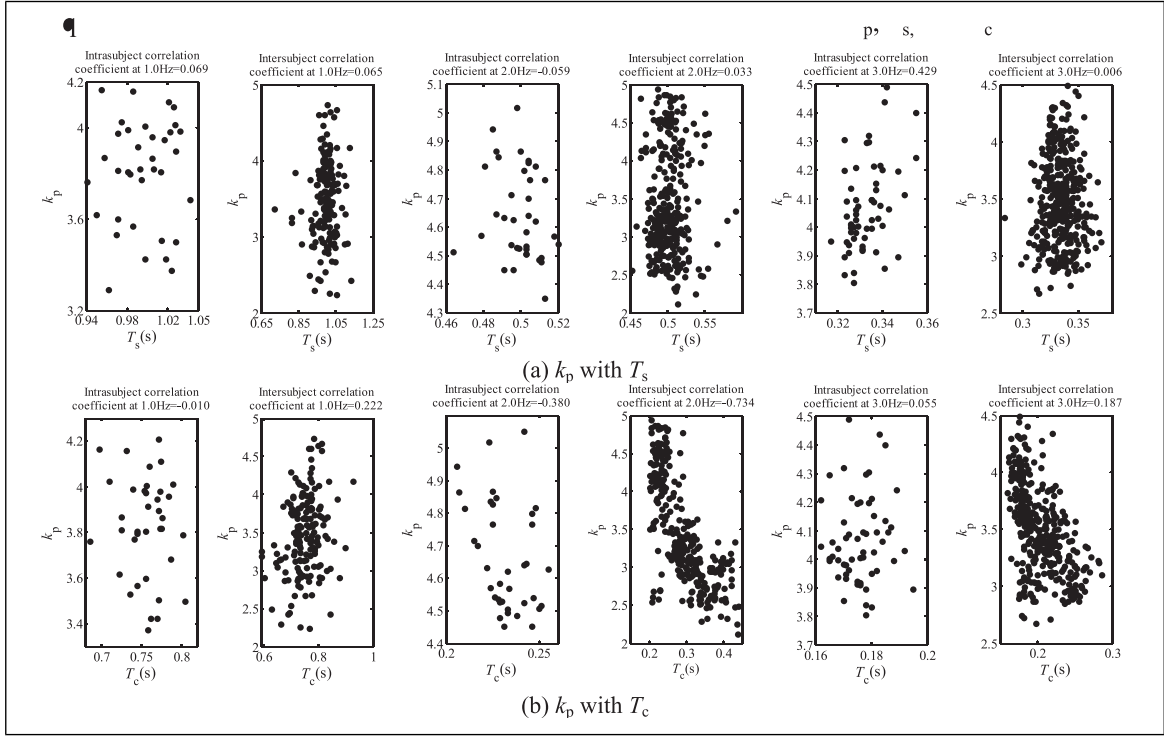 ¶ p, s, c
Intrasubject correlation
coefficient at 1.0Hz=0.069
4.2
4
3.6
3.2
0.94 0.98 1.02 1.05
kp
Ts(s)
Intersubject correlation
coefficient at 1.0Hz=0.065
5
4
3
2
0.65 0.85 1.05 1.25
kp
Ts(s)
Intrasubject correlation
coefficient at 2.0Hz=-0.059
5.1
5
4.9
4.8
4.7
4.6
4.5
4.4
4.3
0.46 0.48 0.5 0.52
kp
Ts(s)
Intersubject correlation
coefficient at 2.0Hz=0.033
5
4.5
4
3.5
3
2.5
2
0.45 0.5 0.55
kp
Ts(s)
Intrasubject correlation
coefficient at 3.0Hz=0.429
4.5
4.4
4.3
4.2
4.1
4
3.9
3.8
3.7
0.32 0.34 0.36
kp
Ts(s)
Intersubject correlation
coefficient at 3.0Hz=0.006
4.5
4
3.5
3
2.5
0.3 0.35
kp
Ts(s)
(a) kp with Ts
Intrasubject correlation
coefficient at 1.0Hz=-0.010
4.2
4
3.8
3.6
3.4
0.7 0.75 0.8
kp
Tc(s)
Intersubject correlation
coefficient at 1.0Hz=0.222
5
4.5
4
3.5
3
2.5
2
0.6 0.8 1
kp
Tc(s)
Intrasubject correlation
coefficient at 2.0Hz=-0.380
5
4.9
4.8
4.7
4.6
4.5
4.4
0.2 0.25
kp
Tc(s)
Intersubject correlation
coefficient at 2.0Hz=-0.734
5
4.5
4
3.5
3
2.5
2
0.2 0.3 0.4
kp
Tc(s)
Intrasubject correlation
coefficient at 3.0Hz=0.055
4.5
4.4
4.3
4.2
4.1
4
3.9
3.8
3.7
0.16 0.18 0.2
kp
Tc(s)
Intersubject correlation
coefficient at 3.0Hz=0.187
4.5
4
3.5
3
2.5
0.2 0.3
kp
Tc(s)
(b) kp with Tc